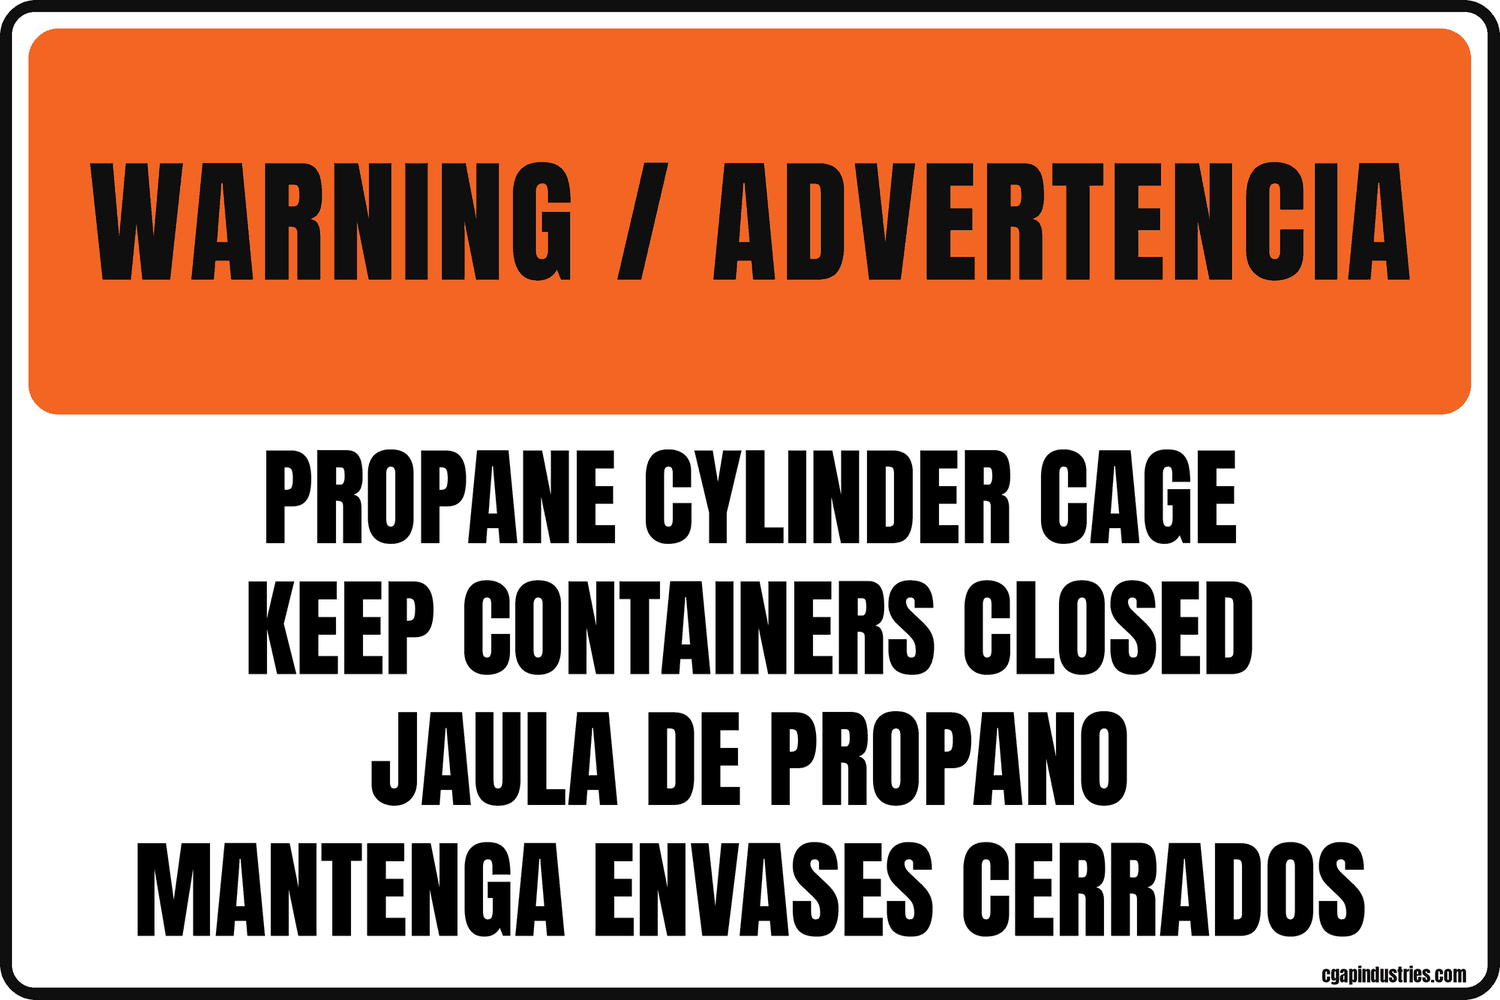 WARNING / ADVERTENCIA
PROPANE CYLINDER CAGE
KEEP CONTAINERS CLOSED
JAULA DE PROPANO
MANTENGA ENVASES CERRADOS
cgapindustries.com